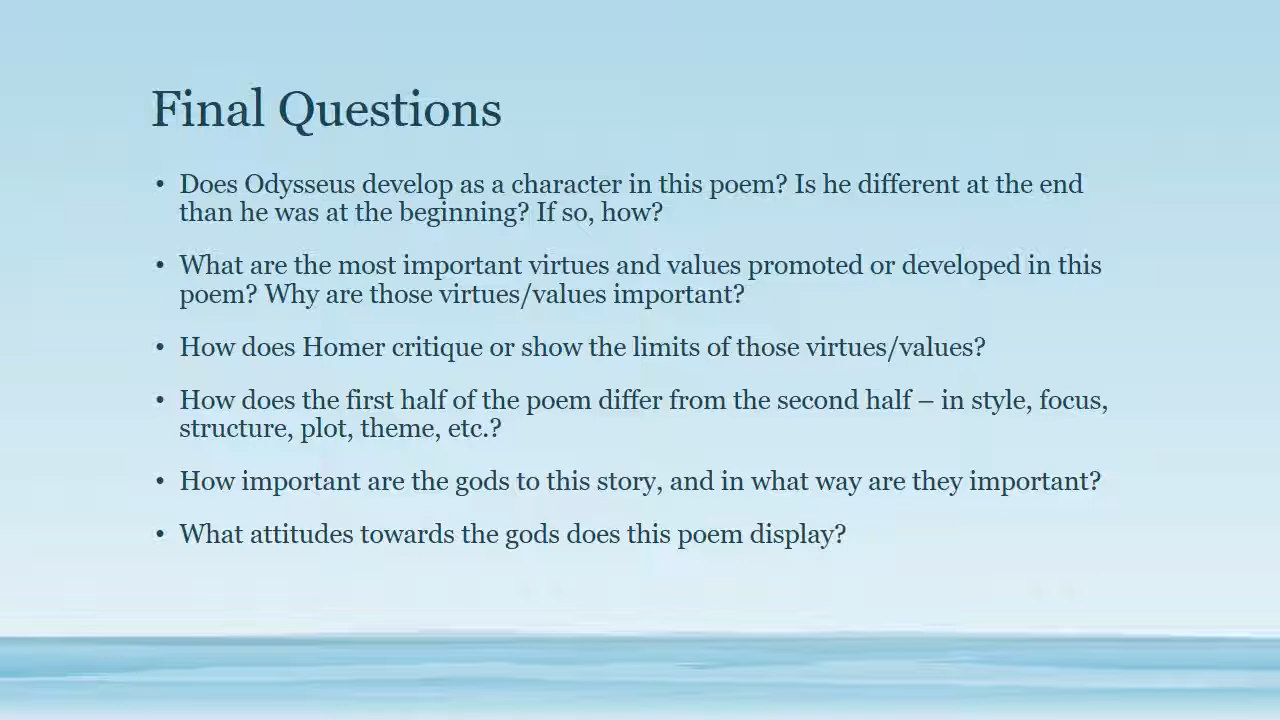 Final Questions
• Does Odysseus develop as a character in this poem? Is he different at the end
than he was at the beginning? If so, how?
• What are the most important virtues and values promoted or developed in this
poem? Why are those virtues/values important?
• How does Homer critique or show the limits of those virtues/values?
• How does the first half of the poem differ from the second half – in style, focus,
structure, plot, theme, etc.?
• How important are the gods to this story, and in what way are they important?
• What attitudes towards the gods does this poem display?